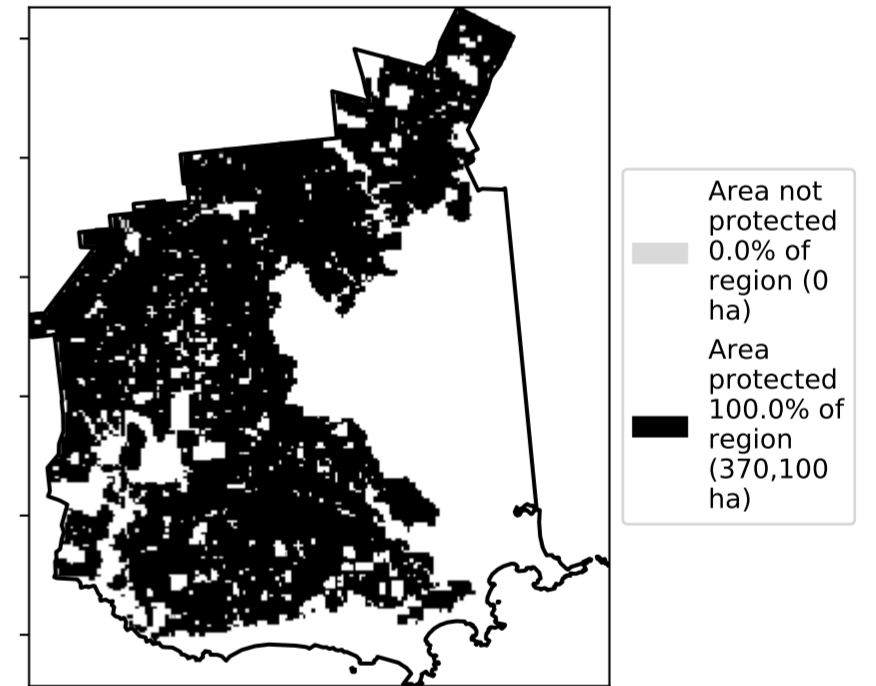 Area not
protected
0.0% of
region (0
ha)
Area
protected
100.0% of
region
(370,100
ha)